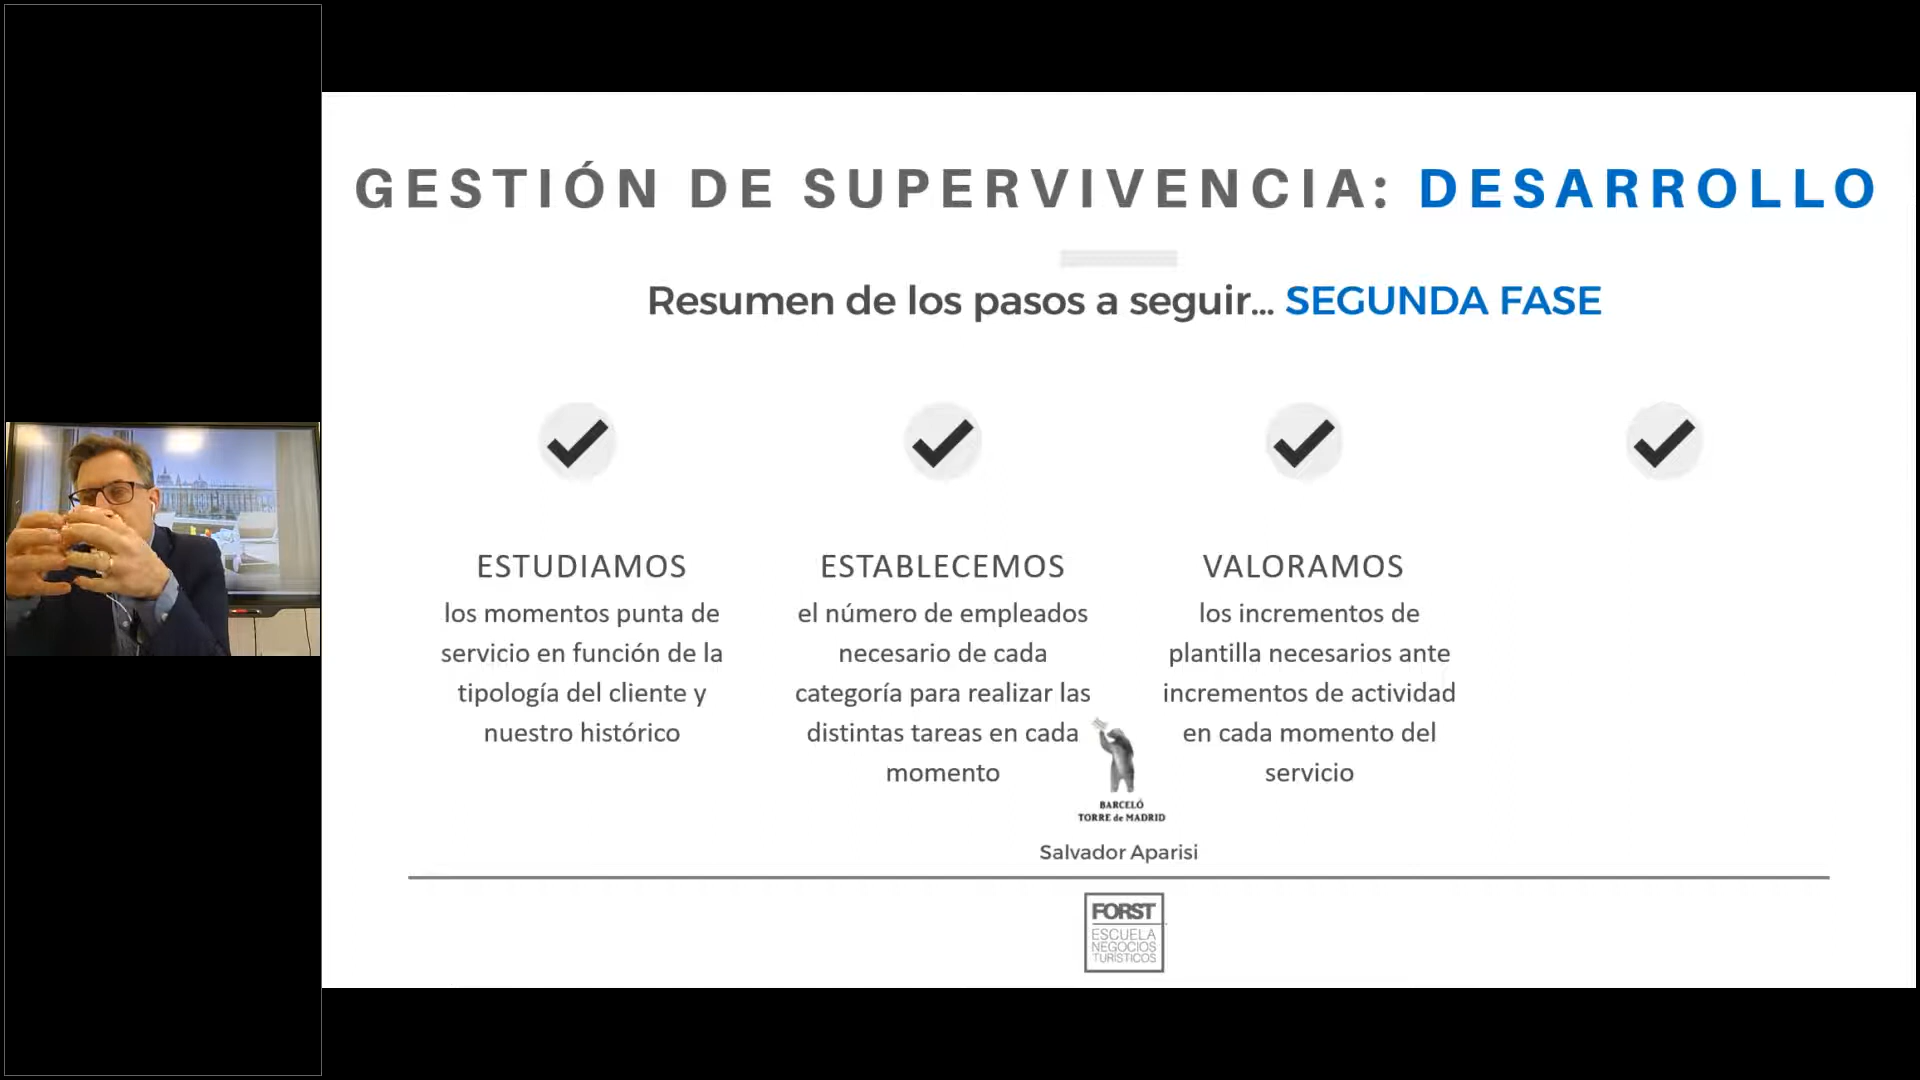 GESTIÓN DE SUPERVIVENCIA: DESARROLLO
Resumen de los pasos a seguir... SEGUNDA FASE
ESTUDIAMOS
los momentos punta de
servicio en función de la
tipología del cliente y
nuestro histórico
ESTABLECEMOS
el número de empleados
necesario de cada
categoría para realizar las
distintas tareas en cada
momento
VALORAMOS
los incrementos de
plantilla necesarios ante
incrementos de actividad
en cada momento del
servicio
BARCELÓ
TORRE de MADRID
Salvador Aparisi
FORST
ESCUELA
NEGOCIOS
TURÍSTICOS